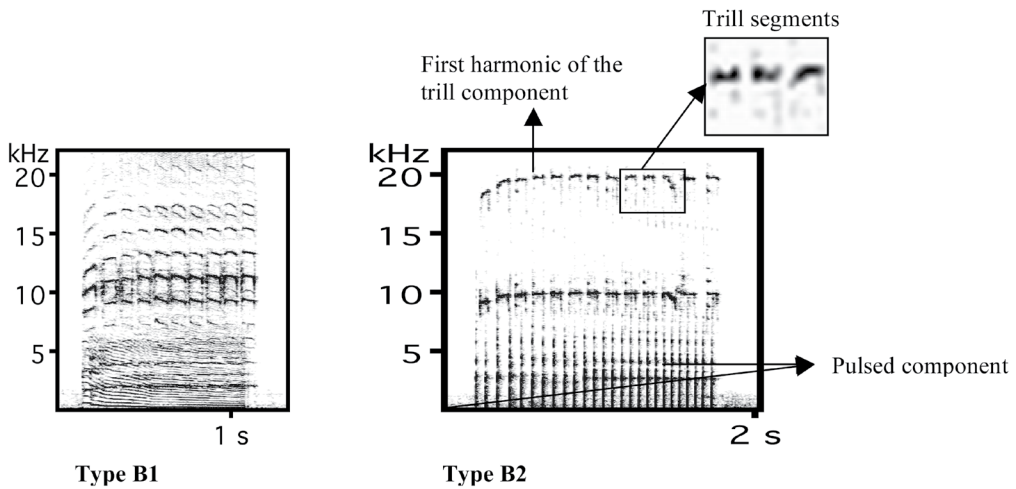 Trill segments
First harmonic of the
trill component
kHz
20
15
10
5
1 s
Type B1
kHz
20
15
10
5
2 s
Type B2
Pulsed component